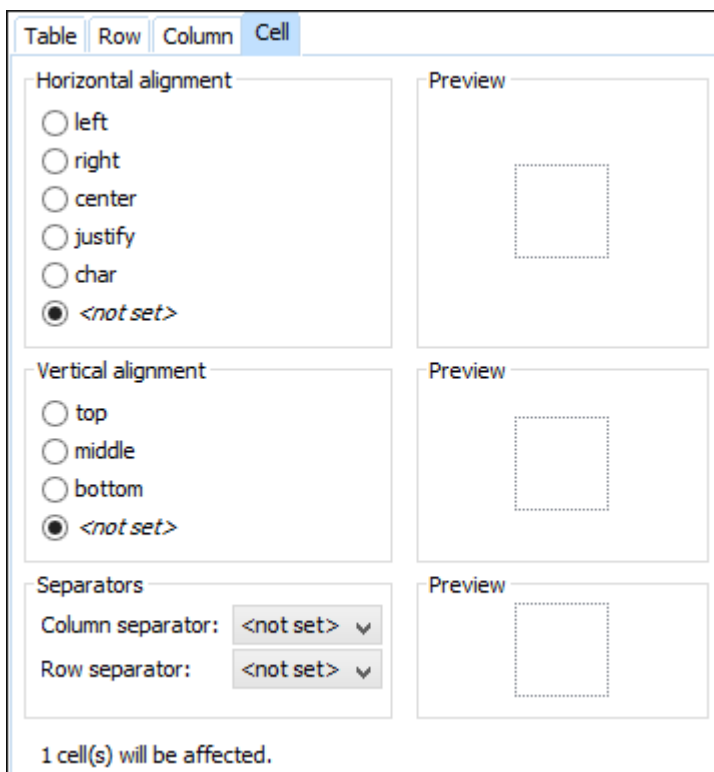 Table Row Column Cell
Horizontal alignment
left
right
center
justify
char
<not set>
Preview
Vertical alignment
top
middle
bottom
<not set>
Preview
Separators
Column separator: <not set>
Row separator: <not set>
Preview
1 cell(s) will be affected.